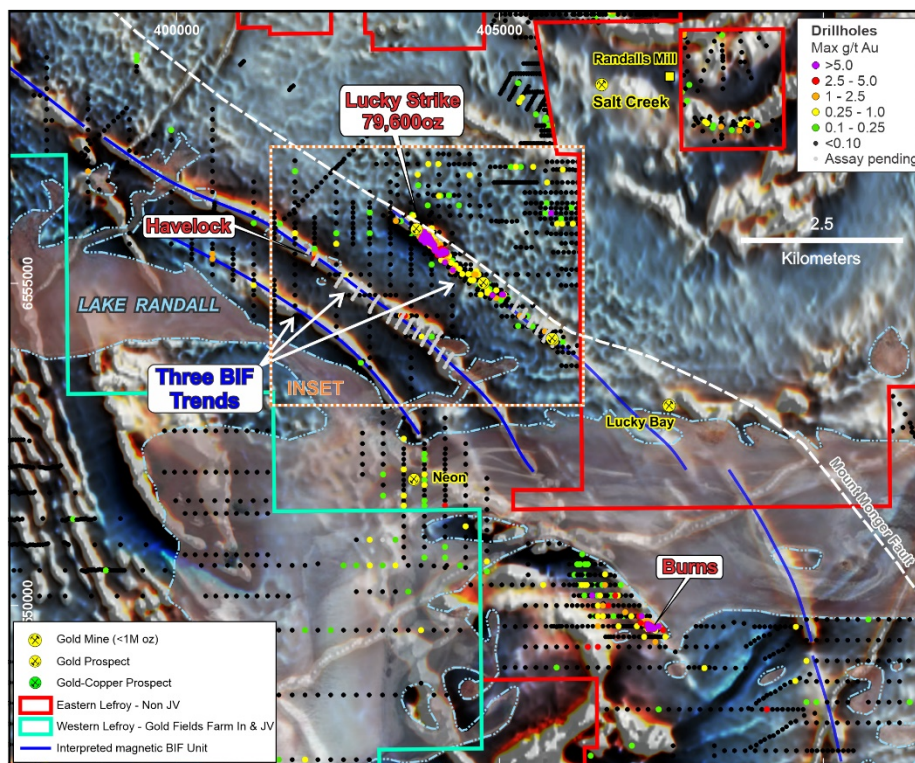 400000
405000
Drillholes
Max g/t Au
>5.0
2.5 - 5.0
1 - 2.5
0.25 - 1.0
0.1 - 0.25
<0.10
Assay pending
Randalls Mill
Salt Creek
Lucky Strike
79,600oz
Havelock
2.5
Kilometers
6555000
LAKE RANDALL
Three BIF
Trends
INSET
Lucky Bay
Neon
Mount Monger Fault
Burns
50000
Gold Mine (<1M oz)
Gold Prospect
Gold-Copper Prospect
Eastern Lefroy - Non JV
Western Lefroy - Gold Fields Farm In & JV
Interpreted magnetic BIF Unit